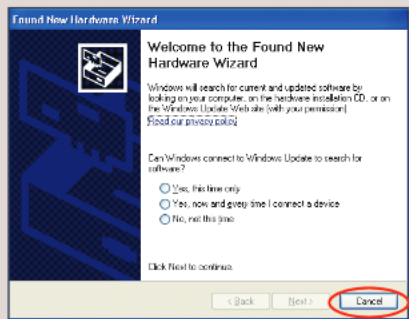 Found New Hardware Wizard
Welcome to the Found New
Hardware Wizard
Windows will search for current and updated software by
looking on your computer, on the hardware installation CD, or on
the Windows Update Web site (with your permission).
Read our privacy policy
Can Windows connect to Windows Update to search for
software?
Yes, this time only
Yes, now and every time I connect a device
No, not this time
Click Next to continue.
< Back
Next >
Cancel